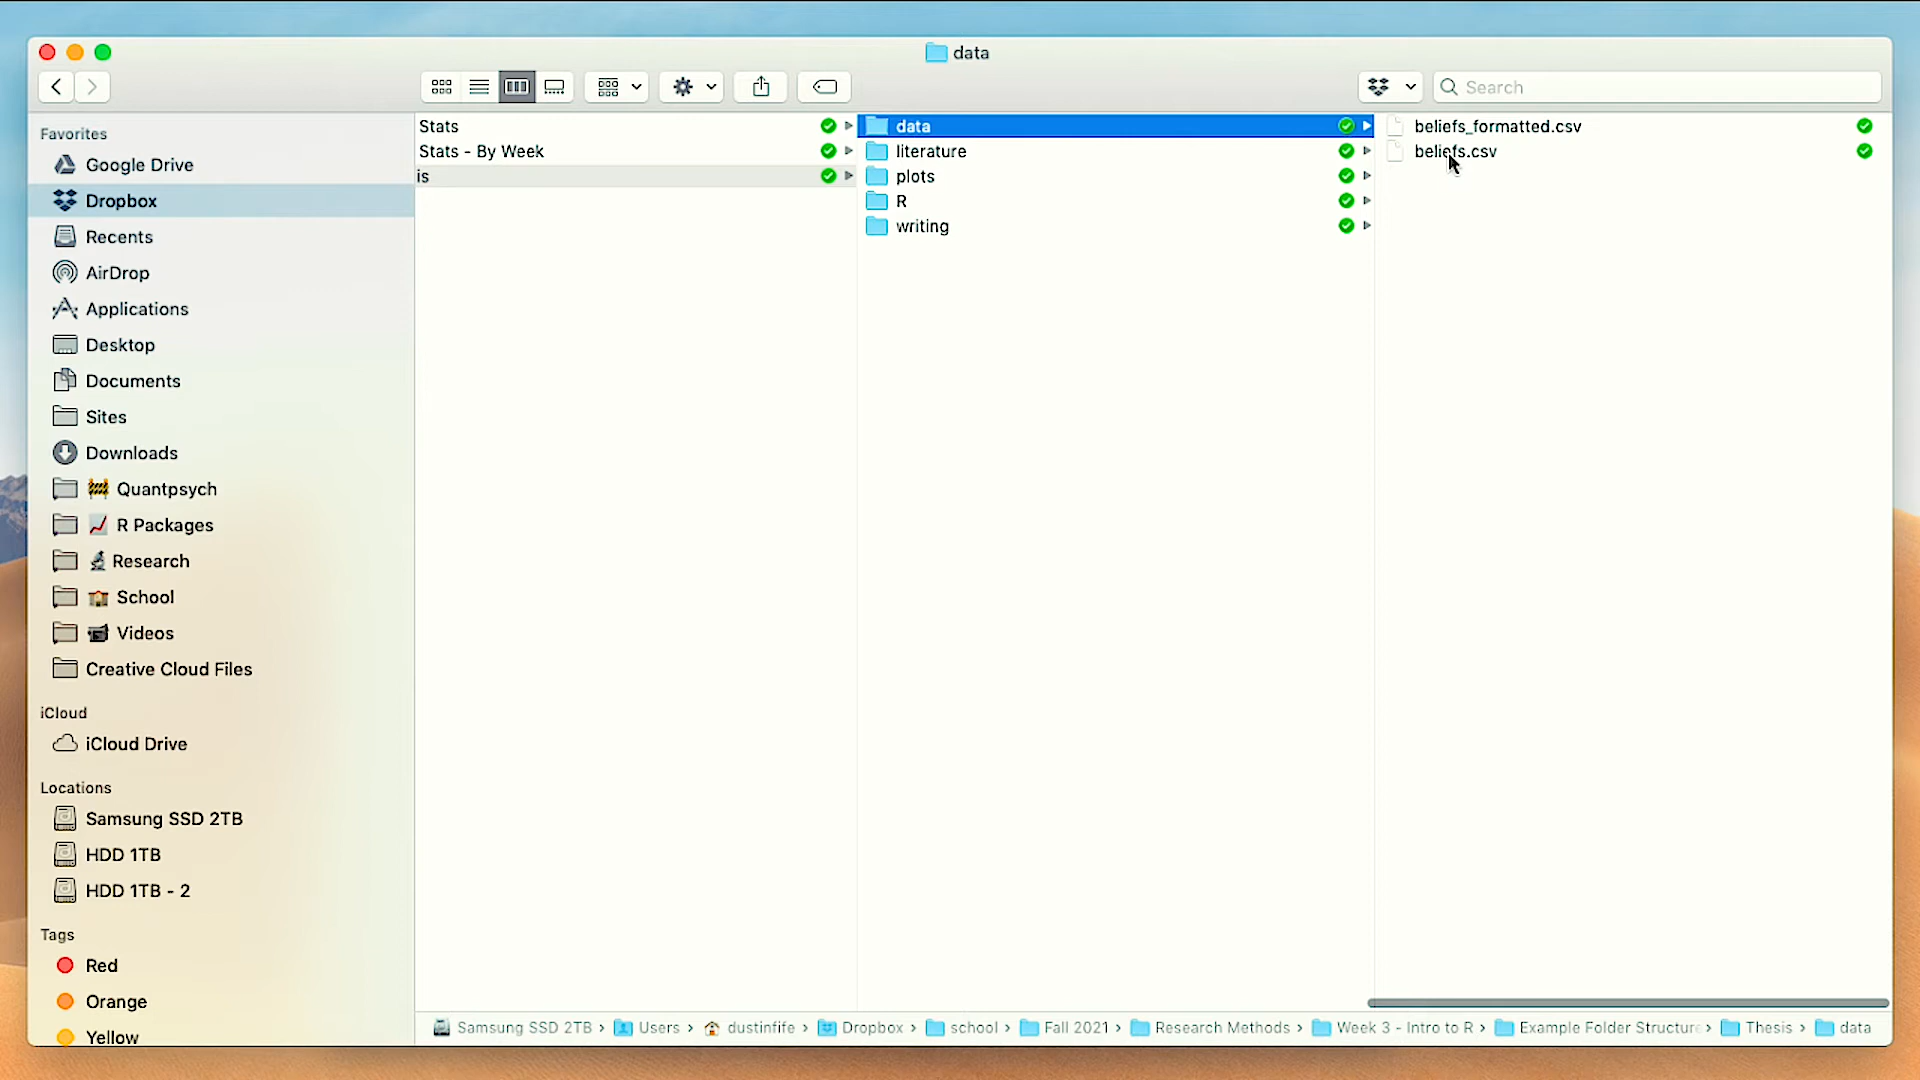 data
Search
Favorites
Google Drive
Dropbox
Recents
AirDrop
Applications
Desktop
Documents
Sites
Downloads
Quantpsych
R Packages
Research
School
Videos
Creative Cloud Files
iCloud
iCloud Drive
Locations
Samsung SSD 2TB
HDD 1TB
HDD 1TB - 2
Tags
Red
Orange
Yellow
Stats
Stats - By Week
is
data
literature
plots
R
writing
beliefs_formatted.csv
beliefs.csv
Samsung SSD 2TB › Users › dustinfife › Dropbox › school › Fall 2021 › Research Methods › Week 3 - Intro to R › Example Folder Structure › Thesis › data